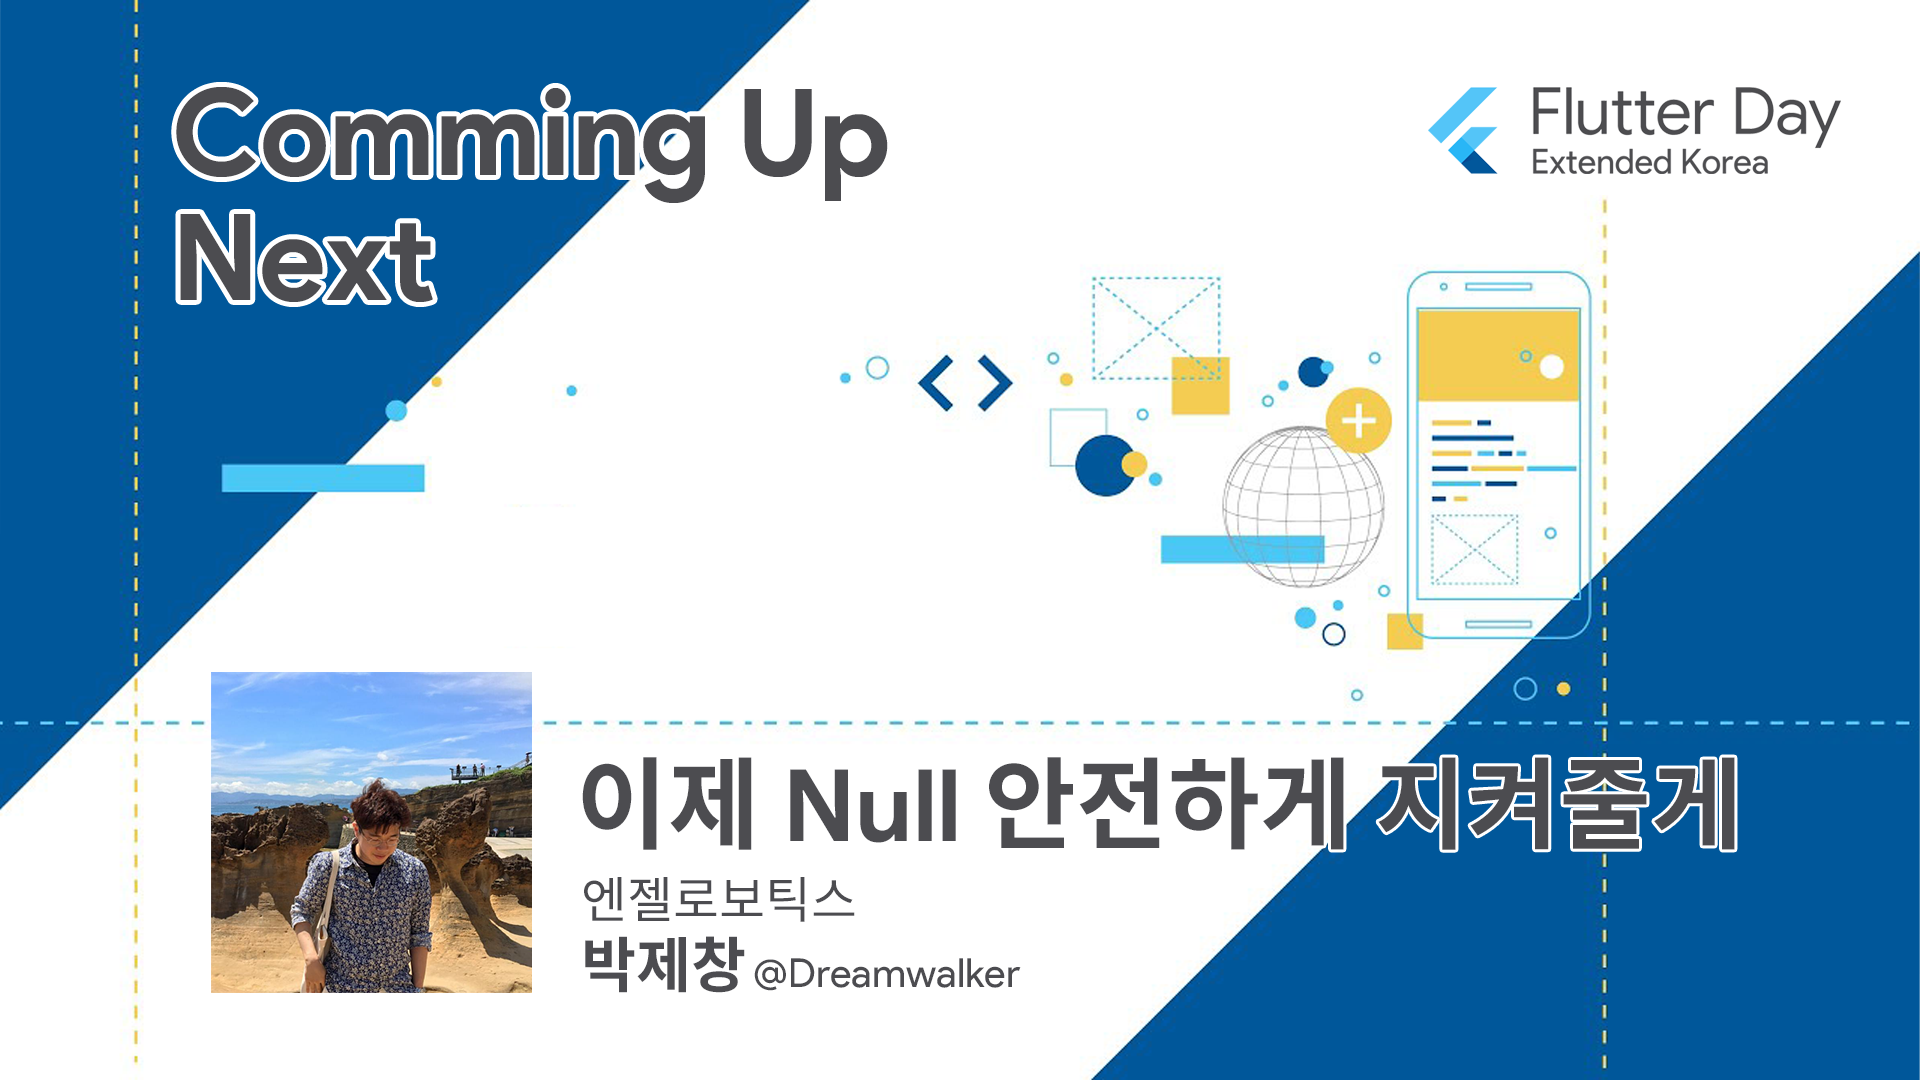 Comming Up
Next
Flutter Day
Extended Korea
이제 Null 안전하게 지켜줄게
엔젤로보틱스
박제창 @Dreamwalker